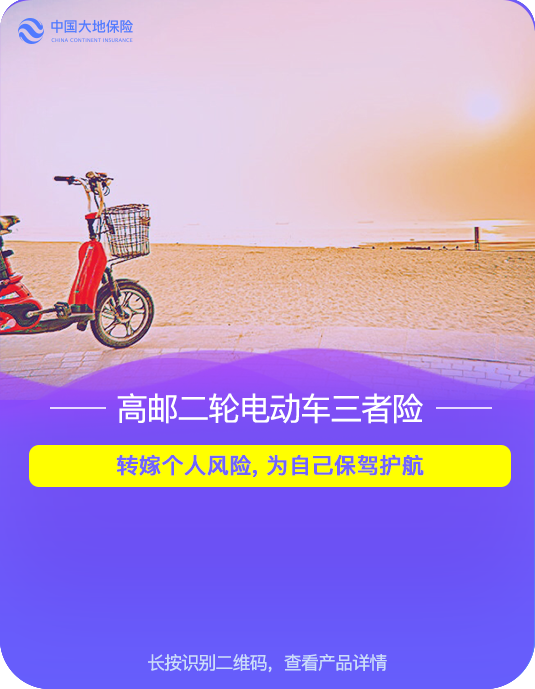 中国大地保险
CHINA CONTINENT INSURANCE
高邮二轮电动车三者险
转嫁个人风险, 为自己保驾护航
长按识别二维码，查看产品详情